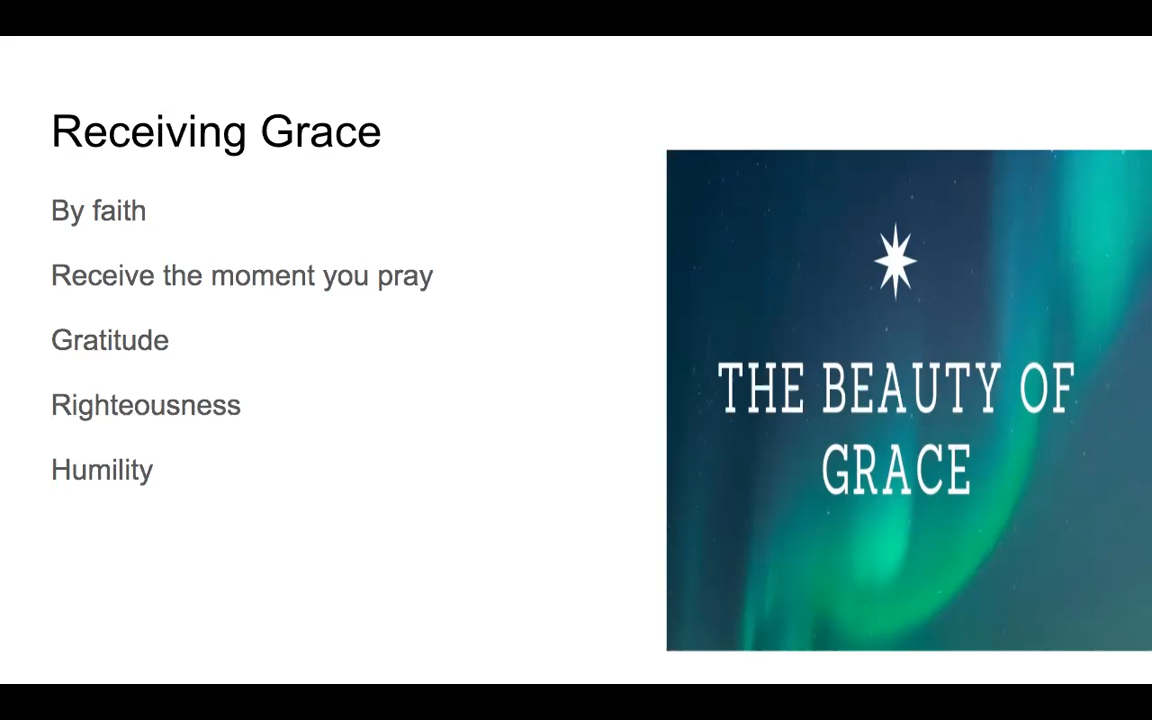 Receiving Grace
By faith
Receive the moment you pray
Gratitude
Righteousness
Humility
THE BEAUTY OF
GRACE